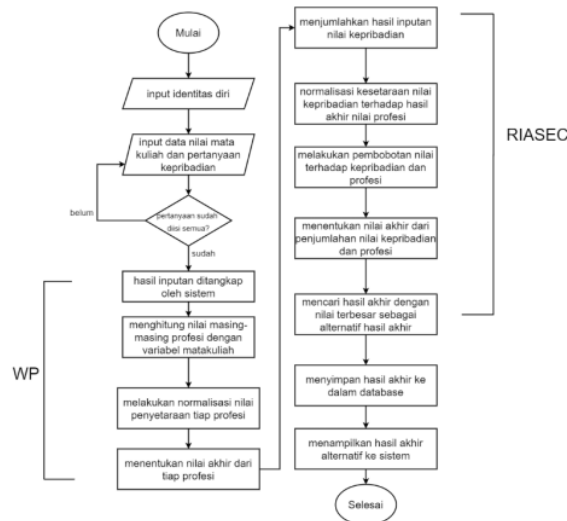 Mulai
input identitas diri
input data nilai mata
kuliah dan pertanyaan
kepribadian
belum
pertanyaan sudah
diisi semua?
sudah
WP
hasil inputan ditangkap
oleh sistem
menghitung nilai masing-
masing profesi dengan
variabel matakuliah
melakukan normalisasi nilai
penyetaraan tiap profesi
menentukan nilai akhir dari
tiap profesi
menjumlahkan hasil inputan
nilai kepribadian
normalisasi kesetaraan nilai
kepribadian terhadap hasil
akhir nilai profesi
melakukan pembobotan nilai
terhadap kepribadian dan
profesi
menentukan nilai akhir dari
penjumlahan nilai kepribadian
dan profesi
mencari hasil akhir dengan
nilai terbesar sebagai
alternatif hasil akhir
RIASEC
menyimpan hasil akhir ke
dalam database
menampilkan hasil akhir
alternatif ke sistem
Selesai